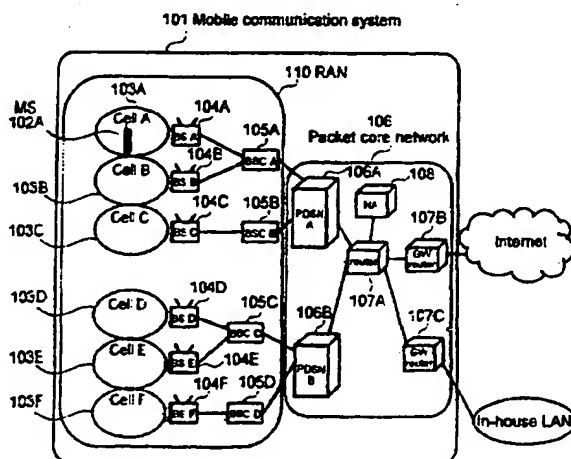 101 Mobile communication system
110 RAN
103A
MS
102A
Cell A
104A
BS A
105A
BSC A
106
Packet core network
106A
108
HA
103B
Cell B
104B
BS B
103C
Cell C
104C
BS C
105B
BSC B
PDSN
A
107B
GW
router
Internet
router
107A
103D
Cell D
104D
BS D
105C
BSC C
106B
PDSN
B
107C
GW
router
103E
Cell E
BS E
104E
103F
Cell F
104F
BS F
105D
BSC D
In-house LAN